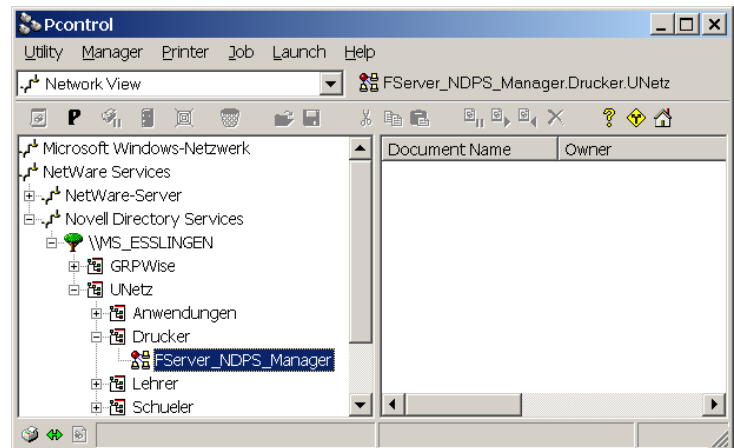 Pcontrol
Utility Manager Printer Job Launch Help
Network View FServer_NDPS_Manager.Drucker.UNetz
P ?
Microsoft Windows-Netzwerk
Document Name Owner
NetWare Services
NetWare-Server
Novell Directory Services
\\MS_ESSLINGEN
GRPWise
UNetz
Anwendungen
Drucker
FServer_NDPS_Manager
Lehrer
Schueler